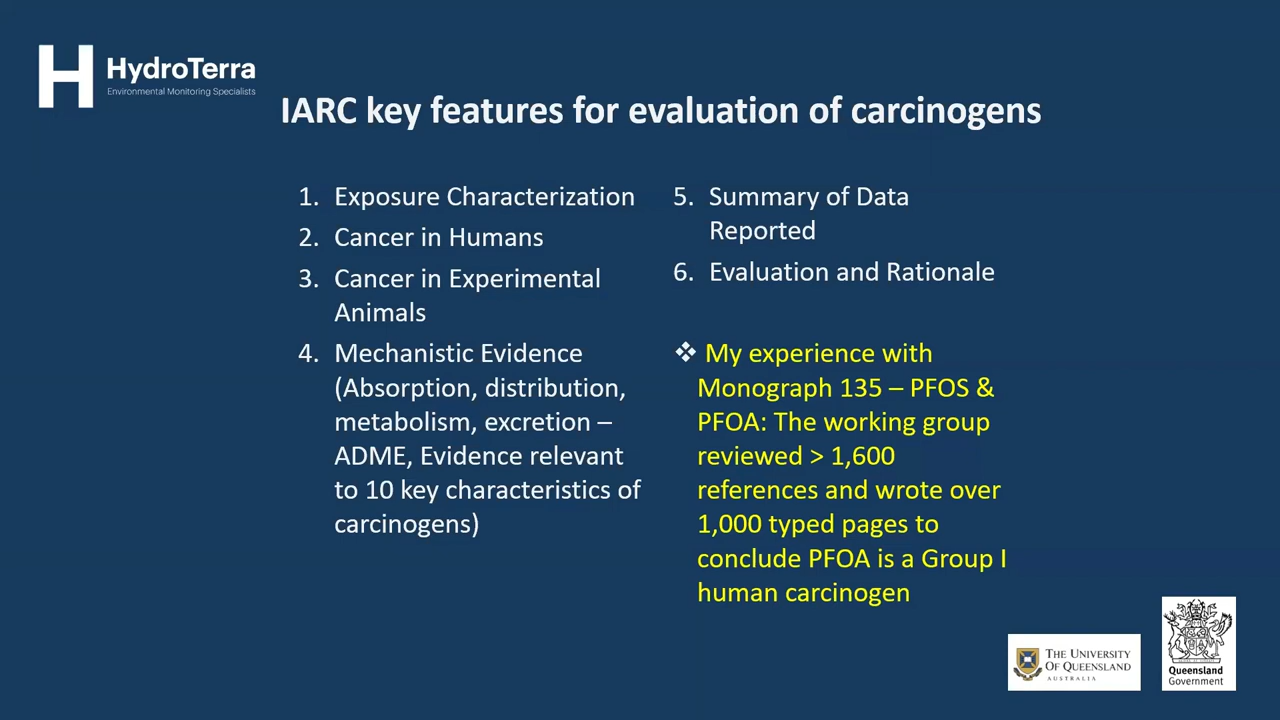 HydroTerra
Environmental Monitoring Specialists
IARC key features for evaluation of carcinogens
1. Exposure Characterization
2. Cancer in Humans
3. Cancer in Experimental
Animals
4. Mechanistic Evidence
(Absorption, distribution,
metabolism, excretion –
ADME, Evidence relevant
to 10 key characteristics of
carcinogens)
5. Summary of Data
Reported
6. Evaluation and Rationale
❖ My experience with
Monograph 135 – PFOS &
PFOA: The working group
reviewed > 1,600
references and wrote over
1,000 typed pages to
conclude PFOA is a Group I
human carcinogen
THE UNIVERSITY
OF QUEENSLAND
AUSTRALIA
Queensland
Government